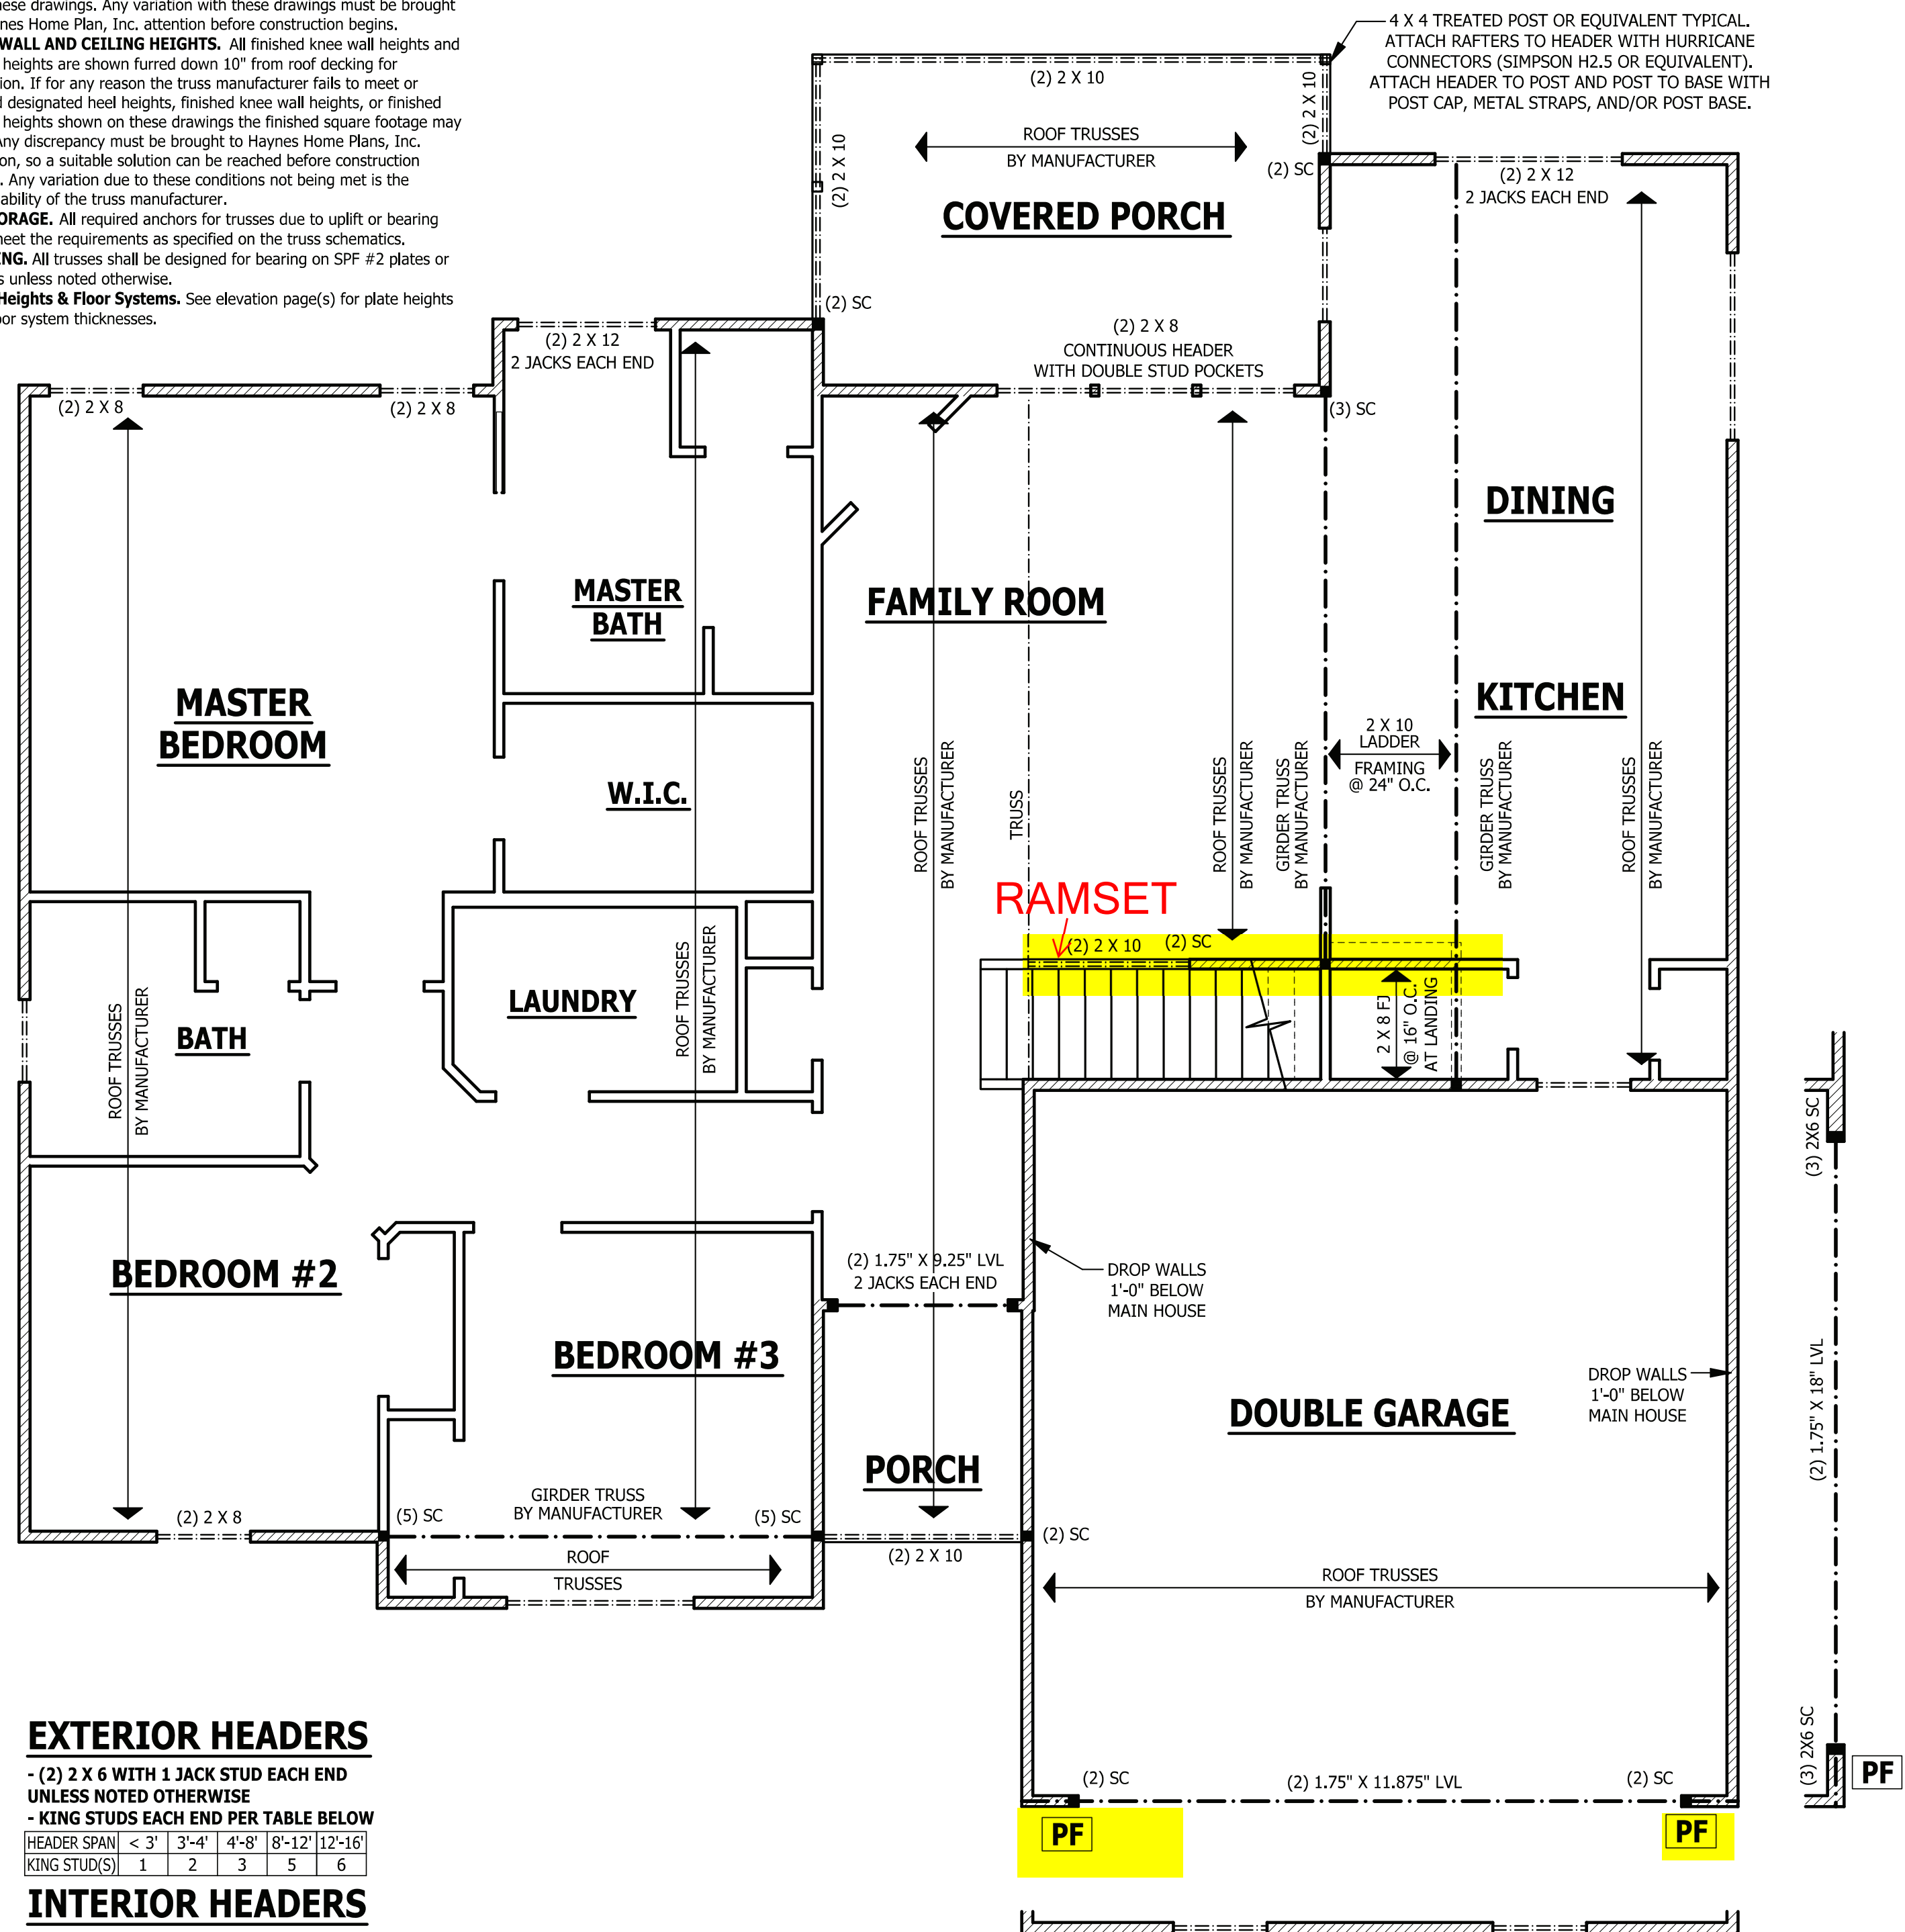 these drawings. Any variation with these drawings must be brought
nes Home Plan, Inc. attention before construction begins.
WALL AND CEILING HEIGHTS. All finished knee wall heights and
heights are shown furred down 10" from roof decking for
ion. If for any reason the truss manufacturer fails to meet or
d designated heel heights, finished knee wall heights, or finished
heights shown on these drawings the finished square footage may
Any discrepancy must be brought to Haynes Home Plans, Inc.
on, so a suitable solution can be reached before construction
. Any variation due to these conditions not being met is the
ability of the truss manufacturer.
ORAGE. All required anchors for trusses due to uplift or bearing
meet the requirements as specified on the truss schematics.
ING. All trusses shall be designed for bearing on SPF #2 plates or
s unless noted otherwise.
Heights & Floor Systems. See elevation page(s) for plate heights
oor system thicknesses.
4 X 4 TREATED POST OR EQUIVALENT TYPICAL.
ATTACH RAFTERS TO HEADER WITH HURRICANE
CONNECTORS (SIMPSON H2.5 OR EQUIVALENT).
ATTACH HEADER TO POST AND POST TO BASE WITH
POST CAP, METAL STRAPS, AND/OR POST BASE.
(2) 2 X 10
(2) 2 X 10
(2) 2 X 10
ROOF TRUSSES
BY MANUFACTURER
COVERED PORCH
(2) SC
(2) 2 X 12
2 JACKS EACH END
(2) SC
(2) 2 X 12
2 JACKS EACH END
(2) 2 X 8
CONTINUOUS HEADER
WITH DOUBLE STUD POCKETS
(2) 2 X 8
(2) 2 X 8
(3) SC
DINING
MASTER
BATH
FAMILY ROOM
MASTER
BEDROOM
KITCHEN
2 X 10
LADDER
FRAMING
@ 24" O.C.
W.I.C.
ROOF TRUSSES
BY MANUFACTURER
TRUSS
ROOF TRUSSES
BY MANUFACTURER
GIRDER TRUSS
BY MANUFACTURER
GIRDER TRUSS
BY MANUFACTURER
ROOF TRUSSES
BY MANUFACTURER
RAMSET
(2) 2 X 10
(2) SC
LAUNDRY
BATH
ROOF TRUSSES
BY MANUFACTURER
ROOF TRUSSES
BY MANUFACTURER
2 X 8 FJ
@ 16" O.C.
AT LANDING
(3) 2X6 SC
BEDROOM #2
(2) 1.75" X 9.25" LVL
2 JACKS EACH END
DROP WALLS
1'-0" BELOW
MAIN HOUSE
BEDROOM #3
DROP WALLS
1'-0" BELOW
MAIN HOUSE
DOUBLE GARAGE
(2) 1.75" X 18" LVL
PORCH
(2) 2 X 8
(5) SC
GIRDER TRUSS
BY MANUFACTURER
(5) SC
(2) SC
(2) 2 X 10
ROOF
TRUSSES
ROOF TRUSSES
BY MANUFACTURER
(2) SC
(2) 1.75" X 11.875" LVL
(2) SC
(3) 2X6 SC
PF
PF
PF
EXTERIOR HEADERS
- (2) 2 X 6 WITH 1 JACK STUD EACH END
UNLESS NOTED OTHERWISE
- KING STUDS EACH END PER TABLE BELOW
HEADER SPAN < 3' 3'-4' 4'-8' 8'-12' 12'-16'
KING STUD(S) 1 2 3 5 6
INTERIOR HEADERS